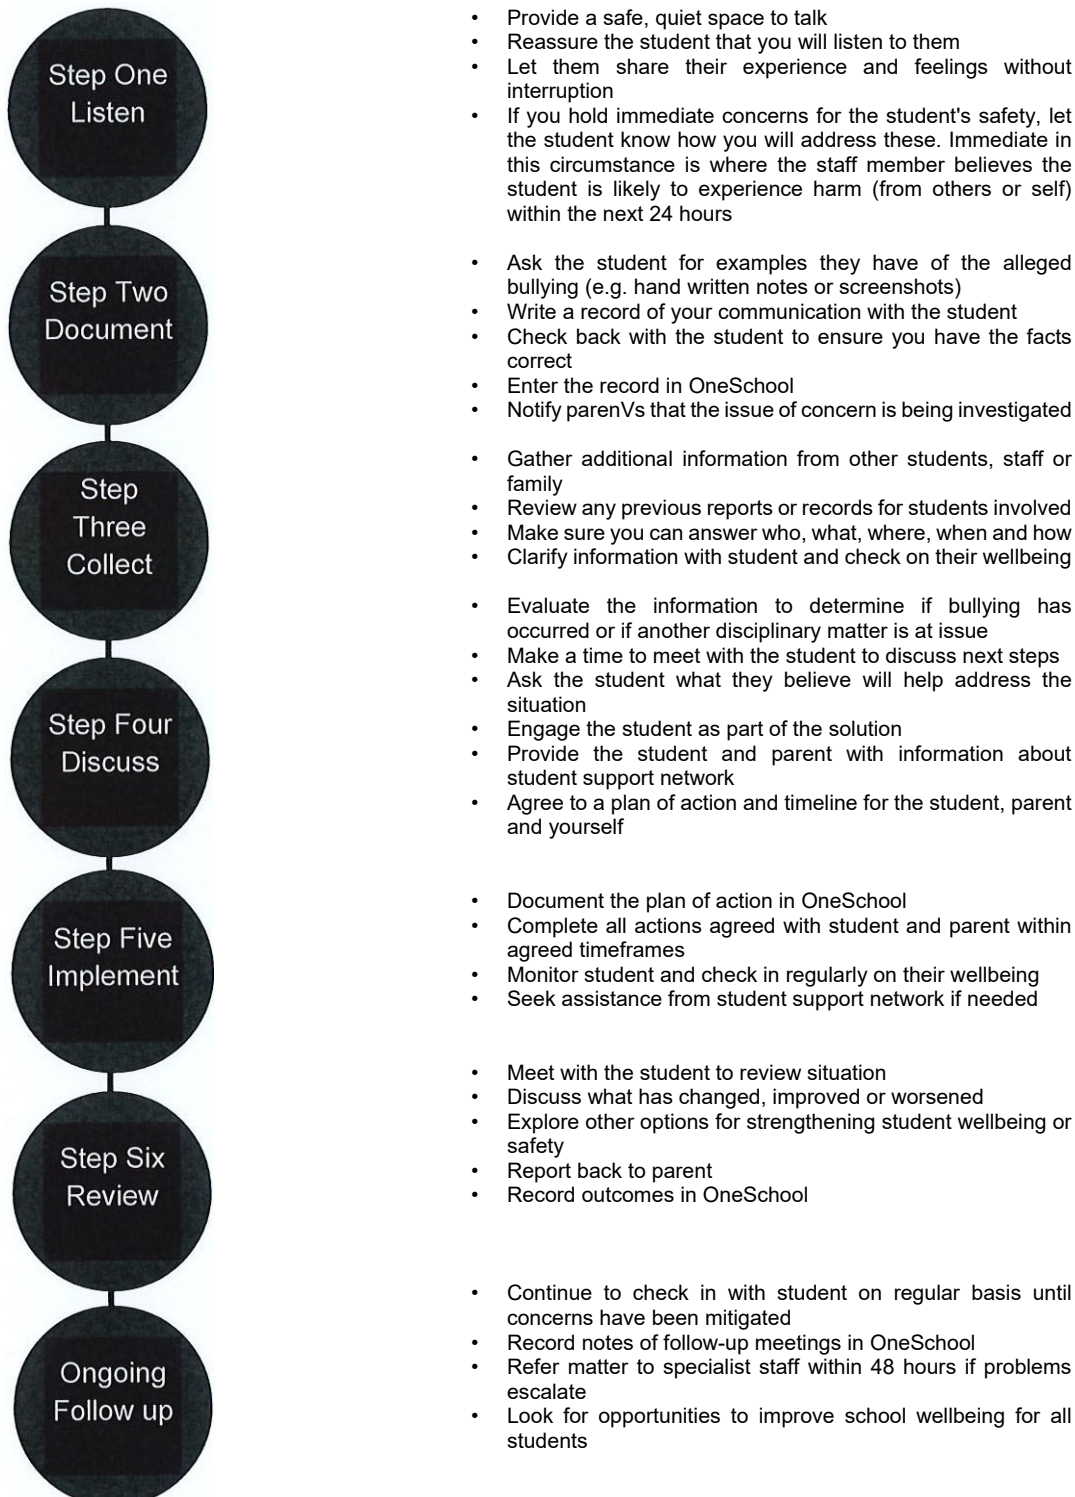 Step One
Listen
• Provide a safe, quiet space to talk
• Reassure the student that you will listen to them
• Let them share their experience and feelings without
interruption
• If you hold immediate concerns for the student's safety, let
the student know how you will address these. Immediate in
this circumstance is where the staff member believes the
student is likely to experience harm (from others or self)
within the next 24 hours
Step Two
Document
• Ask the student for examples they have of the alleged
bullying (e.g. hand written notes or screenshots)
• Write a record of your communication with the student
• Check back with the student to ensure you have the facts
correct
• Enter the record in OneSchool
• Notify parenVs that the issue of concern is being investigated
Step
Three
Collect
• Gather additional information from other students, staff or
family
• Review any previous reports or records for students involved
• Make sure you can answer who, what, where, when and how
• Clarify information with student and check on their wellbeing
Step Four
Discuss
• Evaluate the information to determine if bullying has
occurred or if another disciplinary matter is at issue
• Make a time to meet with the student to discuss next steps
• Ask the student what they believe will help address the
situation
• Engage the student as part of the solution
• Provide the student and parent with information about
student support network
• Agree to a plan of action and timeline for the student, parent
and yourself
Step Five
Implement
• Document the plan of action in OneSchool
• Complete all actions agreed with student and parent within
agreed timeframes
• Monitor student and check in regularly on their wellbeing
• Seek assistance from student support network if needed
Step Six
Review
• Meet with the student to review situation
• Discuss what has changed, improved or worsened
• Explore other options for strengthening student wellbeing or
safety
• Report back to parent
• Record outcomes in OneSchool
Ongoing
Follow up
• Continue to check in with student on regular basis until
concerns have been mitigated
• Record notes of follow-up meetings in OneSchool
• Refer matter to specialist staff within 48 hours if problems
escalate
• Look for opportunities to improve school wellbeing for all
students